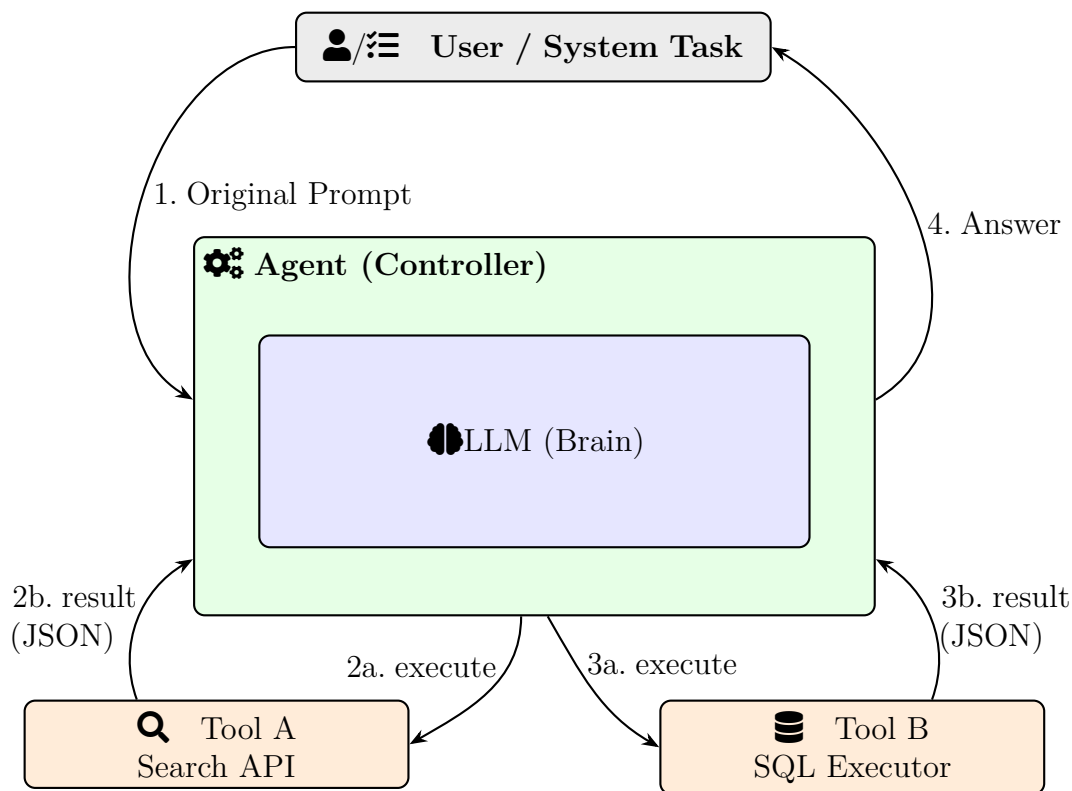 / User / System Task
1. Original Prompt
4. Answer
Agent (Controller)
LLM (Brain)
2b. result
(JSON)
3b. result
(JSON)
2a. execute
3a. execute
Tool A
Search API
Tool B
SQL Executor